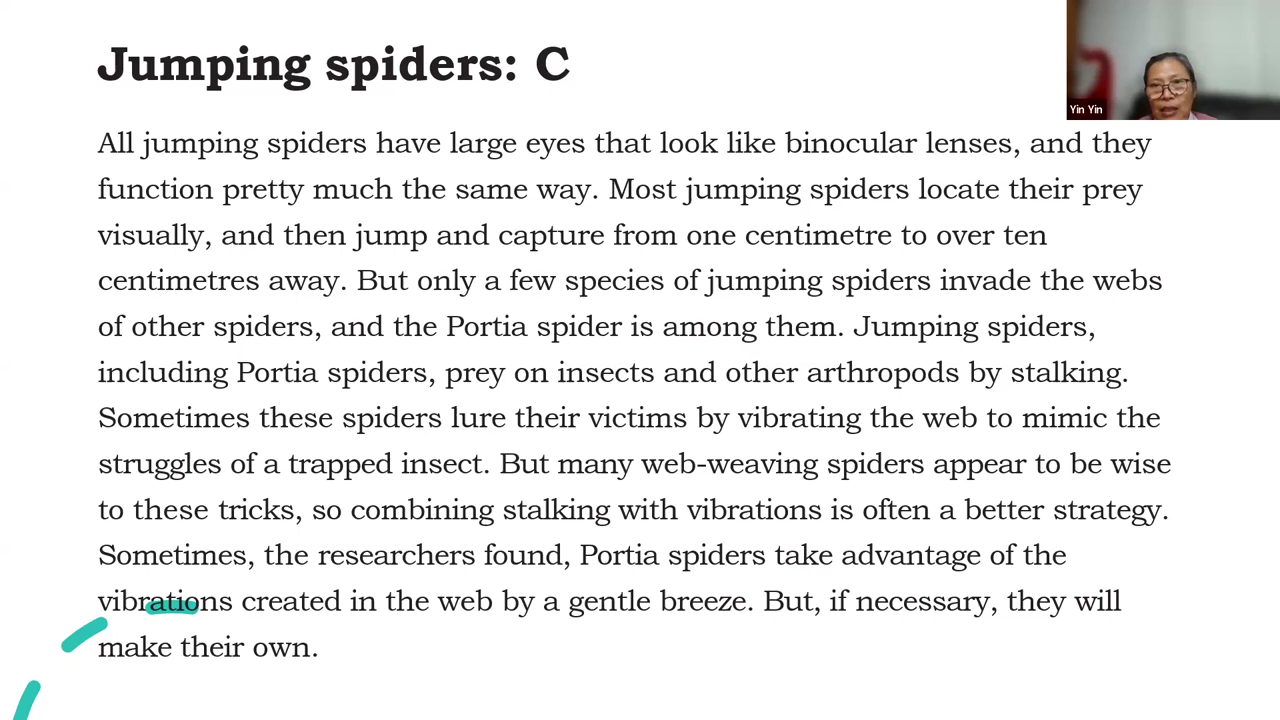 Jumping spiders: C
Yin Yin
All jumping spiders have large eyes that look like binocular lenses, and they
function pretty much the same way. Most jumping spiders locate their prey
visually, and then jump and capture from one centimetre to over ten
centimetres away. But only a few species of jumping spiders invade the webs
of other spiders, and the Portia spider is among them. Jumping spiders,
including Portia spiders, prey on insects and other arthropods by stalking.
Sometimes these spiders lure their victims by vibrating the web to mimic the
struggles of a trapped insect. But many web-weaving spiders appear to be wise
to these tricks, so combining stalking with vibrations is often a better strategy.
Sometimes, the researchers found, Portia spiders take advantage of the
vibrations created in the web by a gentle breeze. But, if necessary, they will
make their own.